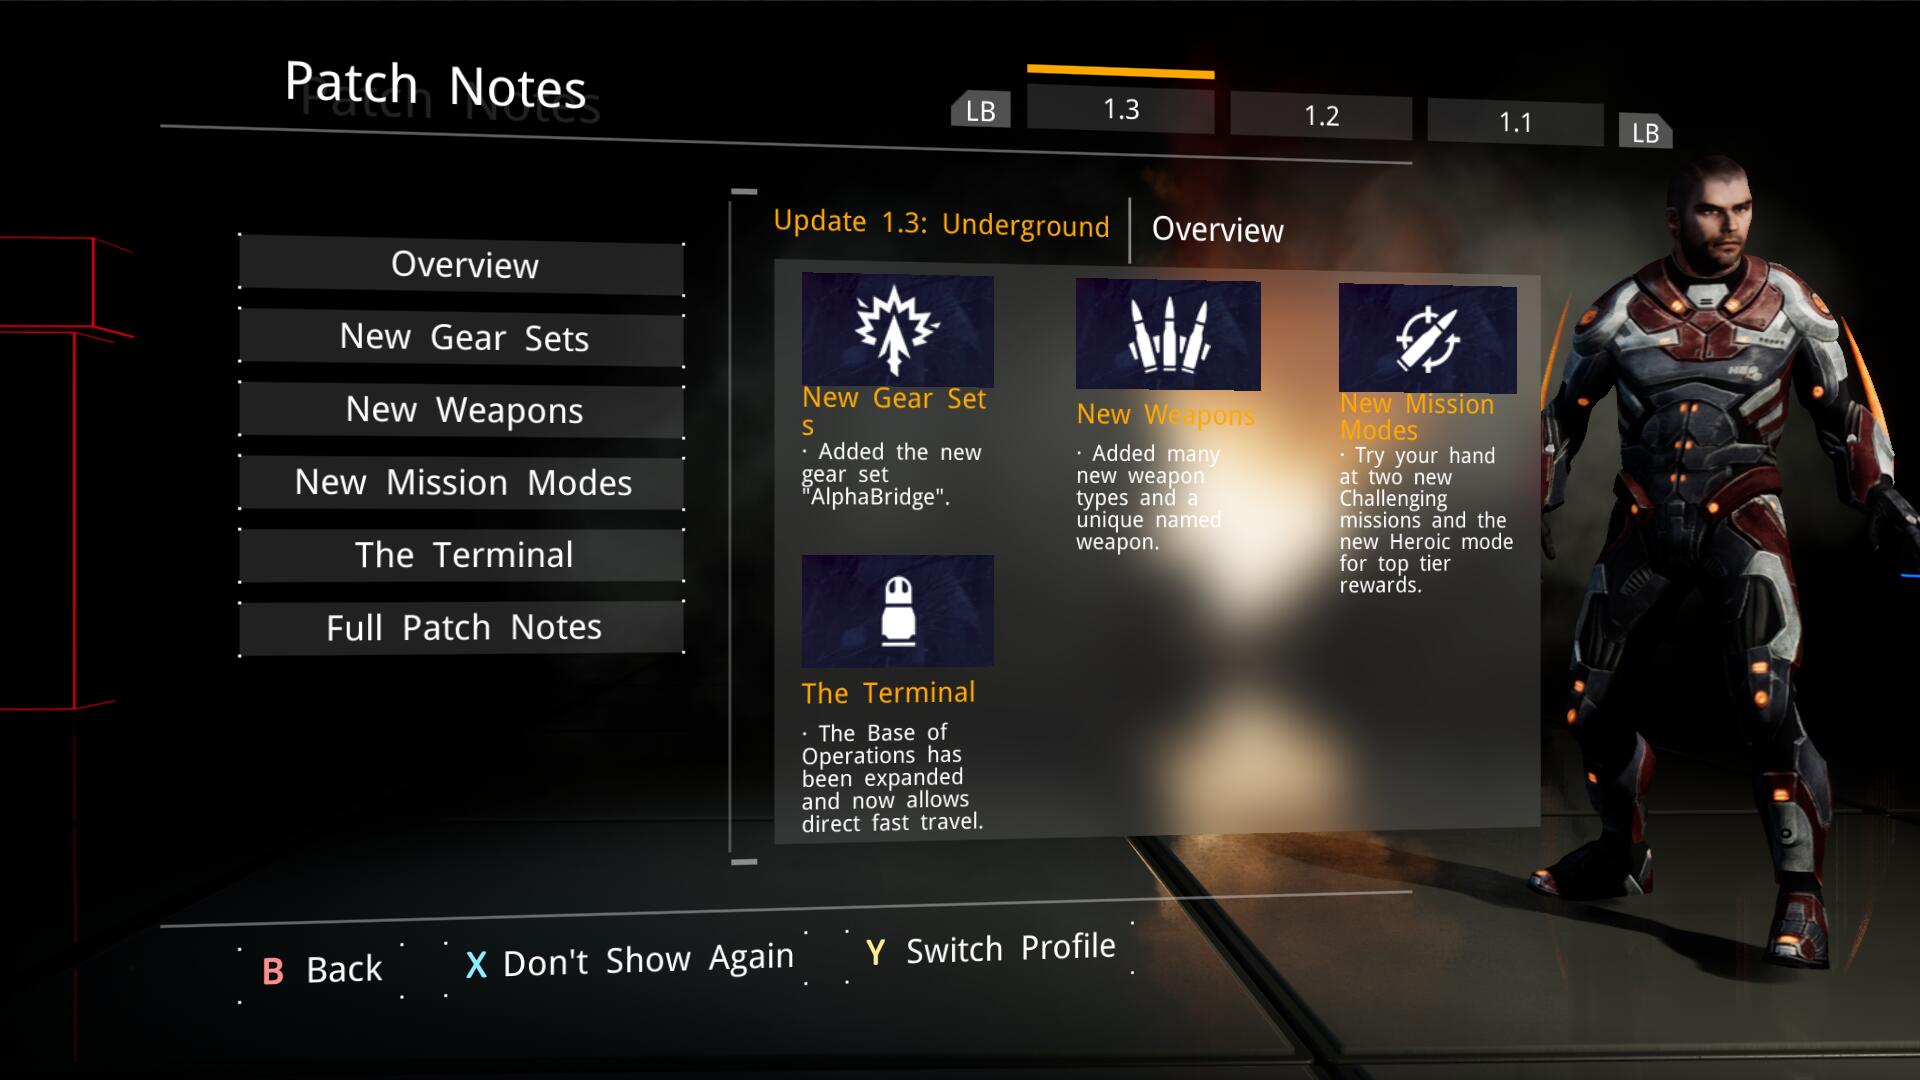 Patch Notes
LB
1.3
1.2
1.1
LB
Overview
New Gear Sets
New Weapons
New Mission Modes
The Terminal
Full Patch Notes
Update 1.3: Underground
Overview
New Gear Set
s
· Added the new
gear set
"AlphaBridge".
New Weapons
· Added many
new weapon
types and a
unique named
weapon.
New Mission
Modes
· Try your hand
at two new
Challenging
missions and the
new Heroic mode
for top tier
rewards.
The Terminal
· The Base of
Operations has
been expanded
and now allows
direct fast travel.
B Back
X Don't Show Again
Y Switch Profile